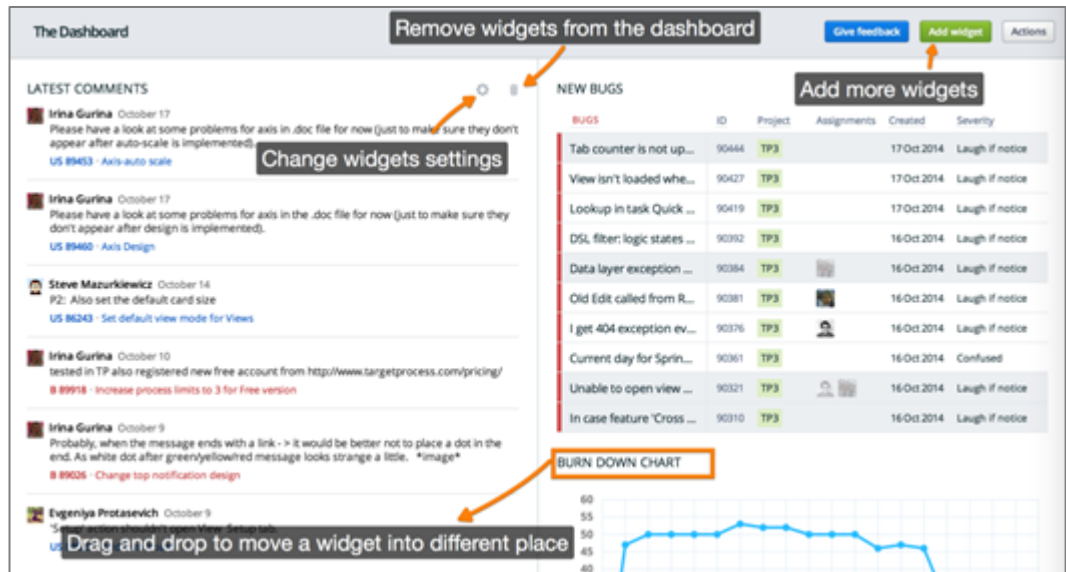 The Dashboard
Remove widgets from the dashboard
Give feedback
Add widget
Actions
Add more widgets
LATEST COMMENTS
Irina Gurina October 17
Please have a look at some problems for axis in .doc file for now (just to make sure they don't
appear after auto-scale is implemented).
US 89453 · Axis-auto scale
Change widgets settings
Irina Gurina October 17
Please have a look at some problems for axis in the .doc file for now (just to make sure they
don't appear after design is implemented).
US 89460 · Axis Design
Steve Mazurkiewicz October 14
P2: Also set the default card size
US 86243 · Set default view mode for Views
Irina Gurina October 10
tested in TP also registered new free account from http://www.targetprocess.com/pricing/
B 89918 · Increase process limits to 3 for Free version
Irina Gurina October 9
Probably, when the message ends with a link - > it would be better not to place a dot in the
end. As white dot after green/yellow/red message looks strange a little. *image*
B 89026 · Change top notification design
Evgeniya Protasevich October 9
'Setup' action shouldn't open View Setup tab.
US
Drag and drop to move a widget into different place
NEW BUGS
BUGS ID Project Assignments Created Severity
Tab counter is not up... 90444 TP3 17 Oct 2014 Laugh if notice
View isn't loaded whe... 90427 TP3 17 Oct 2014 Laugh if notice
Lookup in task Quick ... 90419 TP3 17 Oct 2014 Laugh if notice
DSL filter: logic states ... 90392 TP3 16 Oct 2014 Laugh if notice
Data layer exception ... 90384 TP3 16 Oct 2014 Laugh if notice
Old Edit called from R... 90381 TP3 16 Oct 2014 Laugh if notice
I get 404 exception ev... 90376 TP3 16 Oct 2014 Laugh if notice
Current day for Sprin... 90361 TP3 16 Oct 2014 Confused
Unable to open view ... 90321 TP3 16 Oct 2014 Laugh if notice
In case feature 'Cross ... 90310 TP3 16 Oct 2014 Laugh if notice
BURN DOWN CHART
60
55
50
45
40